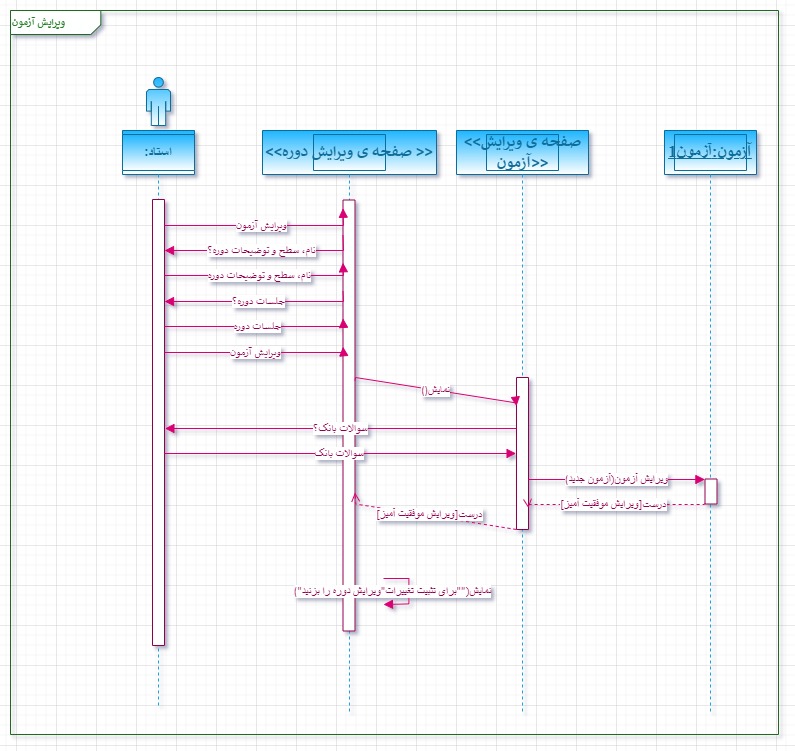 ویرایش آزمون
استاد:
<< صفحه ی ویرایش دوره>>
<<صفحه ی ویرایش
آزمون>>
آزمون:آزمون1
ویرایش آزمون
نام، سطح و توضیحات دوره؟
نام، سطح و توضیحات دوره
جلسات دوره؟
جلسات دوره
ویرایش آزمون
نمایش()
سوالات بانک؟
سوالات بانک
ویرایش آزمون(آزمون جدید)
درست[ویرایش موفقیت آمیز]
درست[ویرایش موفقیت آمیز]
نمایش(""برای تثبیت تغییرات"ویرایش دوره را بزنید")